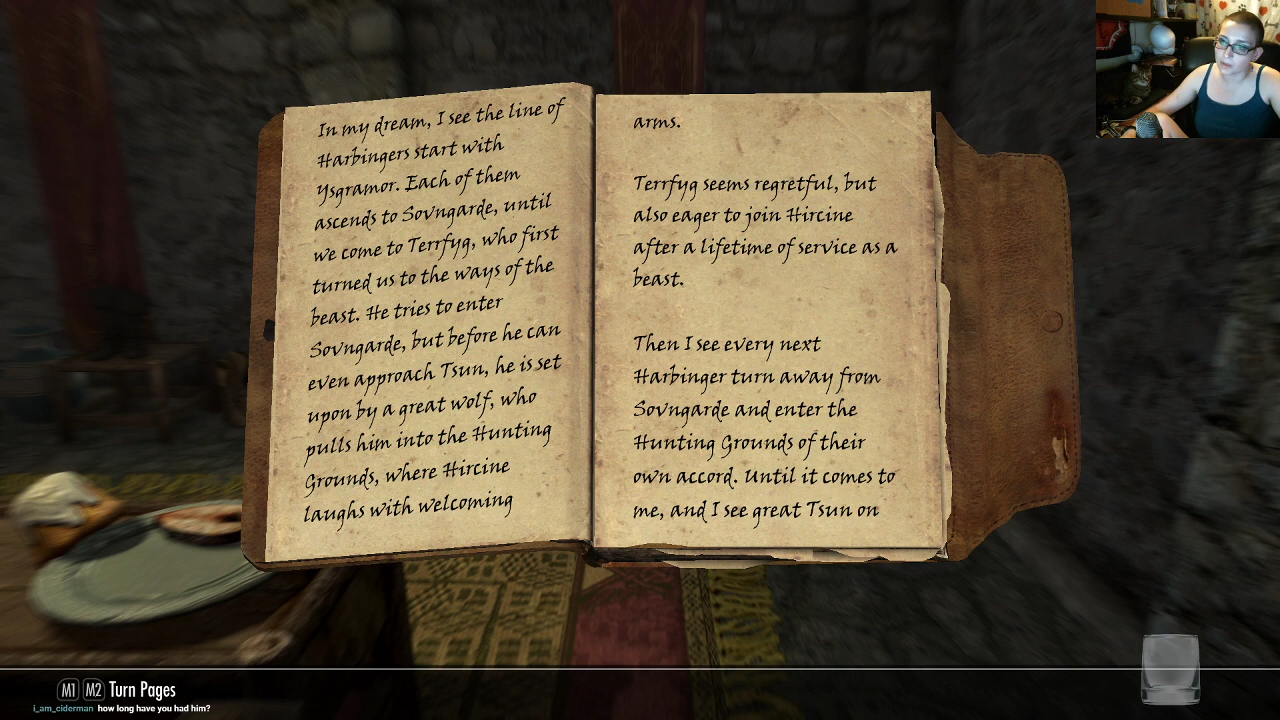 In my dream, I see the line of
Harbingers start with
Ysgramor. Each of them
ascends to Sovngarde, until
we come to Terrfyg, who first
turned us to the ways of the
beast. He tries to enter
Sovngarde, but before he can
even approach Tsun, he is set
upon by a great wolf, who
pulls him into the Hunting
Grounds, where Hircine
laughs with welcoming
arms.
Terrfyg seems regretful, but
also eager to join Hircine
after a lifetime of service as a
beast.
Then I see every next
Harbinger turn away from
Sovngarde and enter the
Hunting Grounds of their
own accord. Until it comes to
me, and I see great Tsun on
M1 M2 Turn Pages
i_am_ciderman how long have you had him?